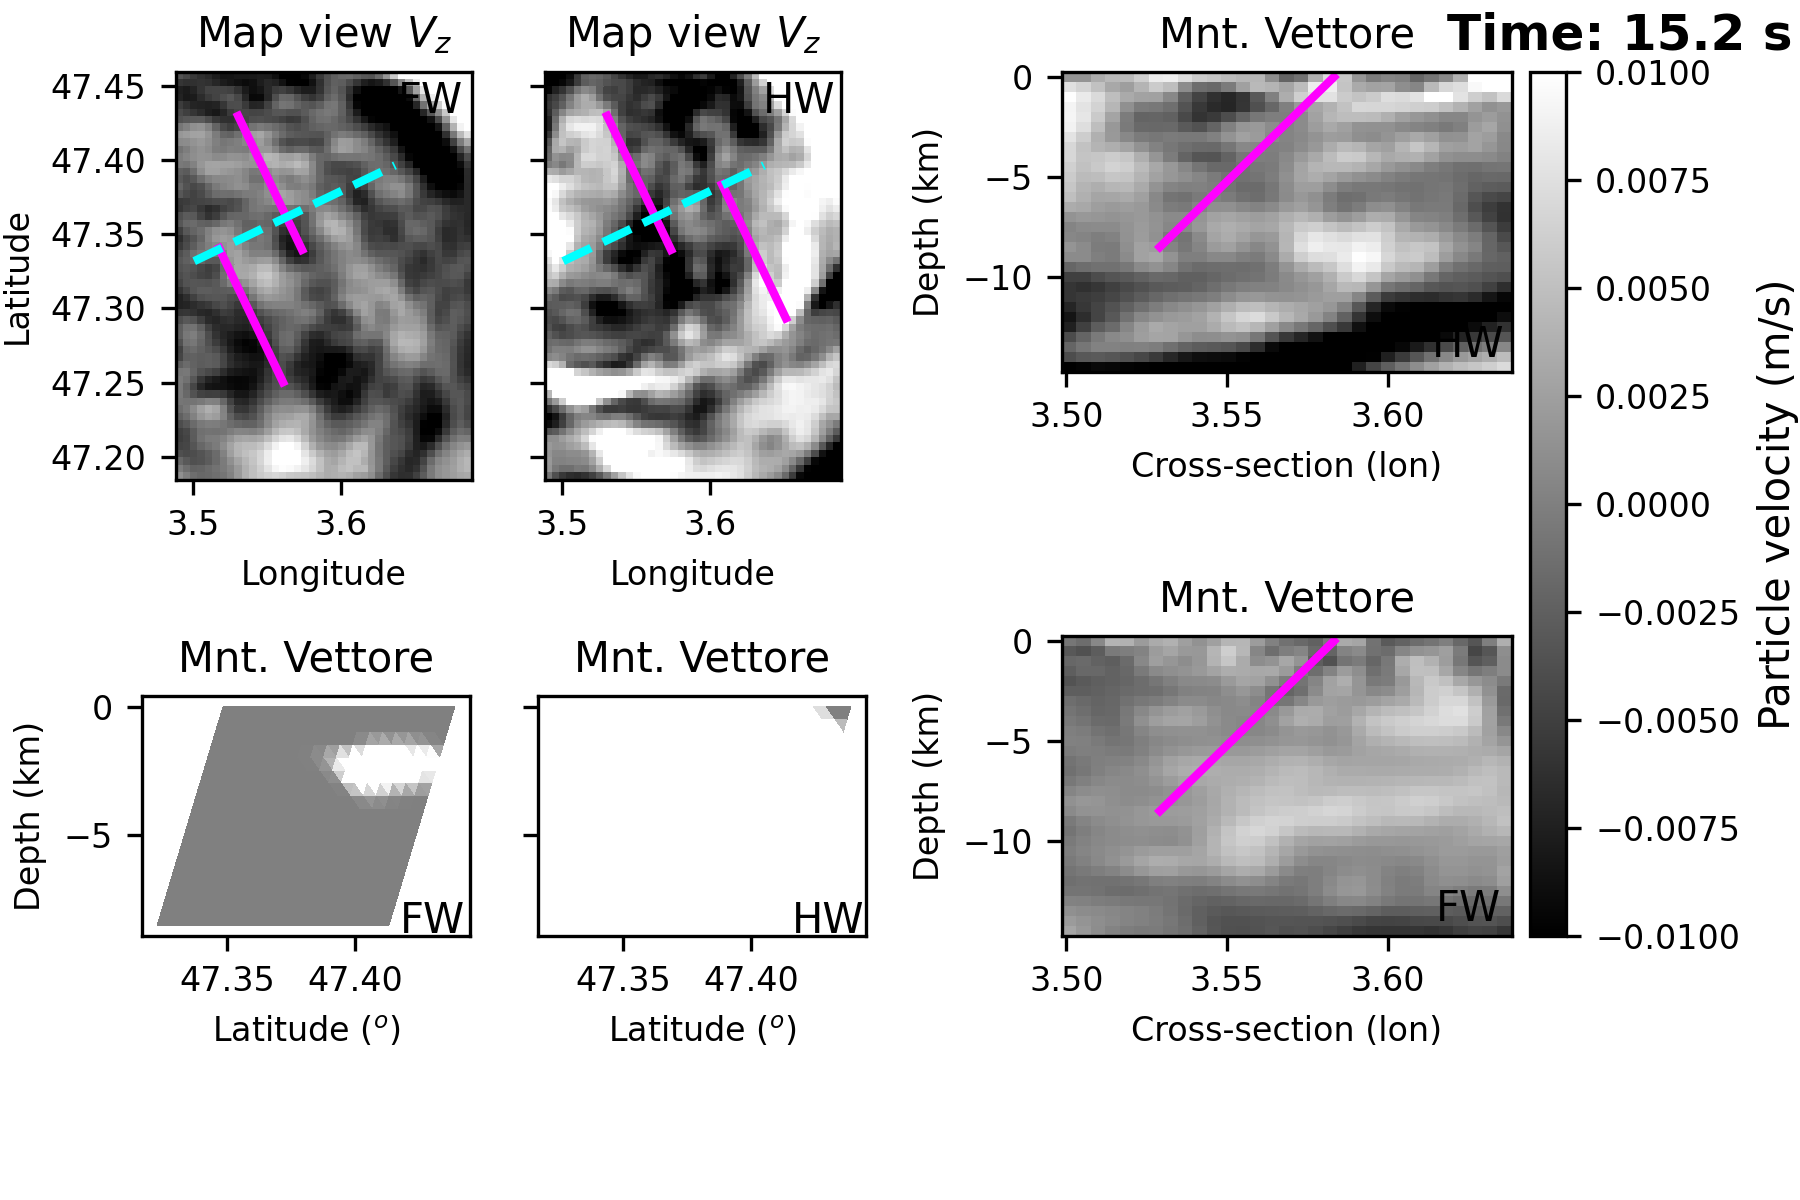 Map view Vz
FW
47.45
47.40
47.35
47.30
47.25
47.20
Latitude
3.5 3.6
Longitude
Map view Vz
HW
3.5 3.6
Longitude
Mnt. Vettore
0
−5
−10
Depth (km)
HW
3.50 3.55 3.60
Cross-section (lon)
Time: 15.2 s
0.0100
0.0075
0.0050
0.0025
0.0000
−0.0025
−0.0050
−0.0075
−0.0100
Particle velocity (m/s)
Mnt. Vettore
0
−5
Depth (km)
FW
47.35 47.40
Latitude (o)
Mnt. Vettore
HW
47.35 47.40
Latitude (o)
Mnt. Vettore
0
−5
−10
Depth (km)
FW
3.50 3.55 3.60
Cross-section (lon)